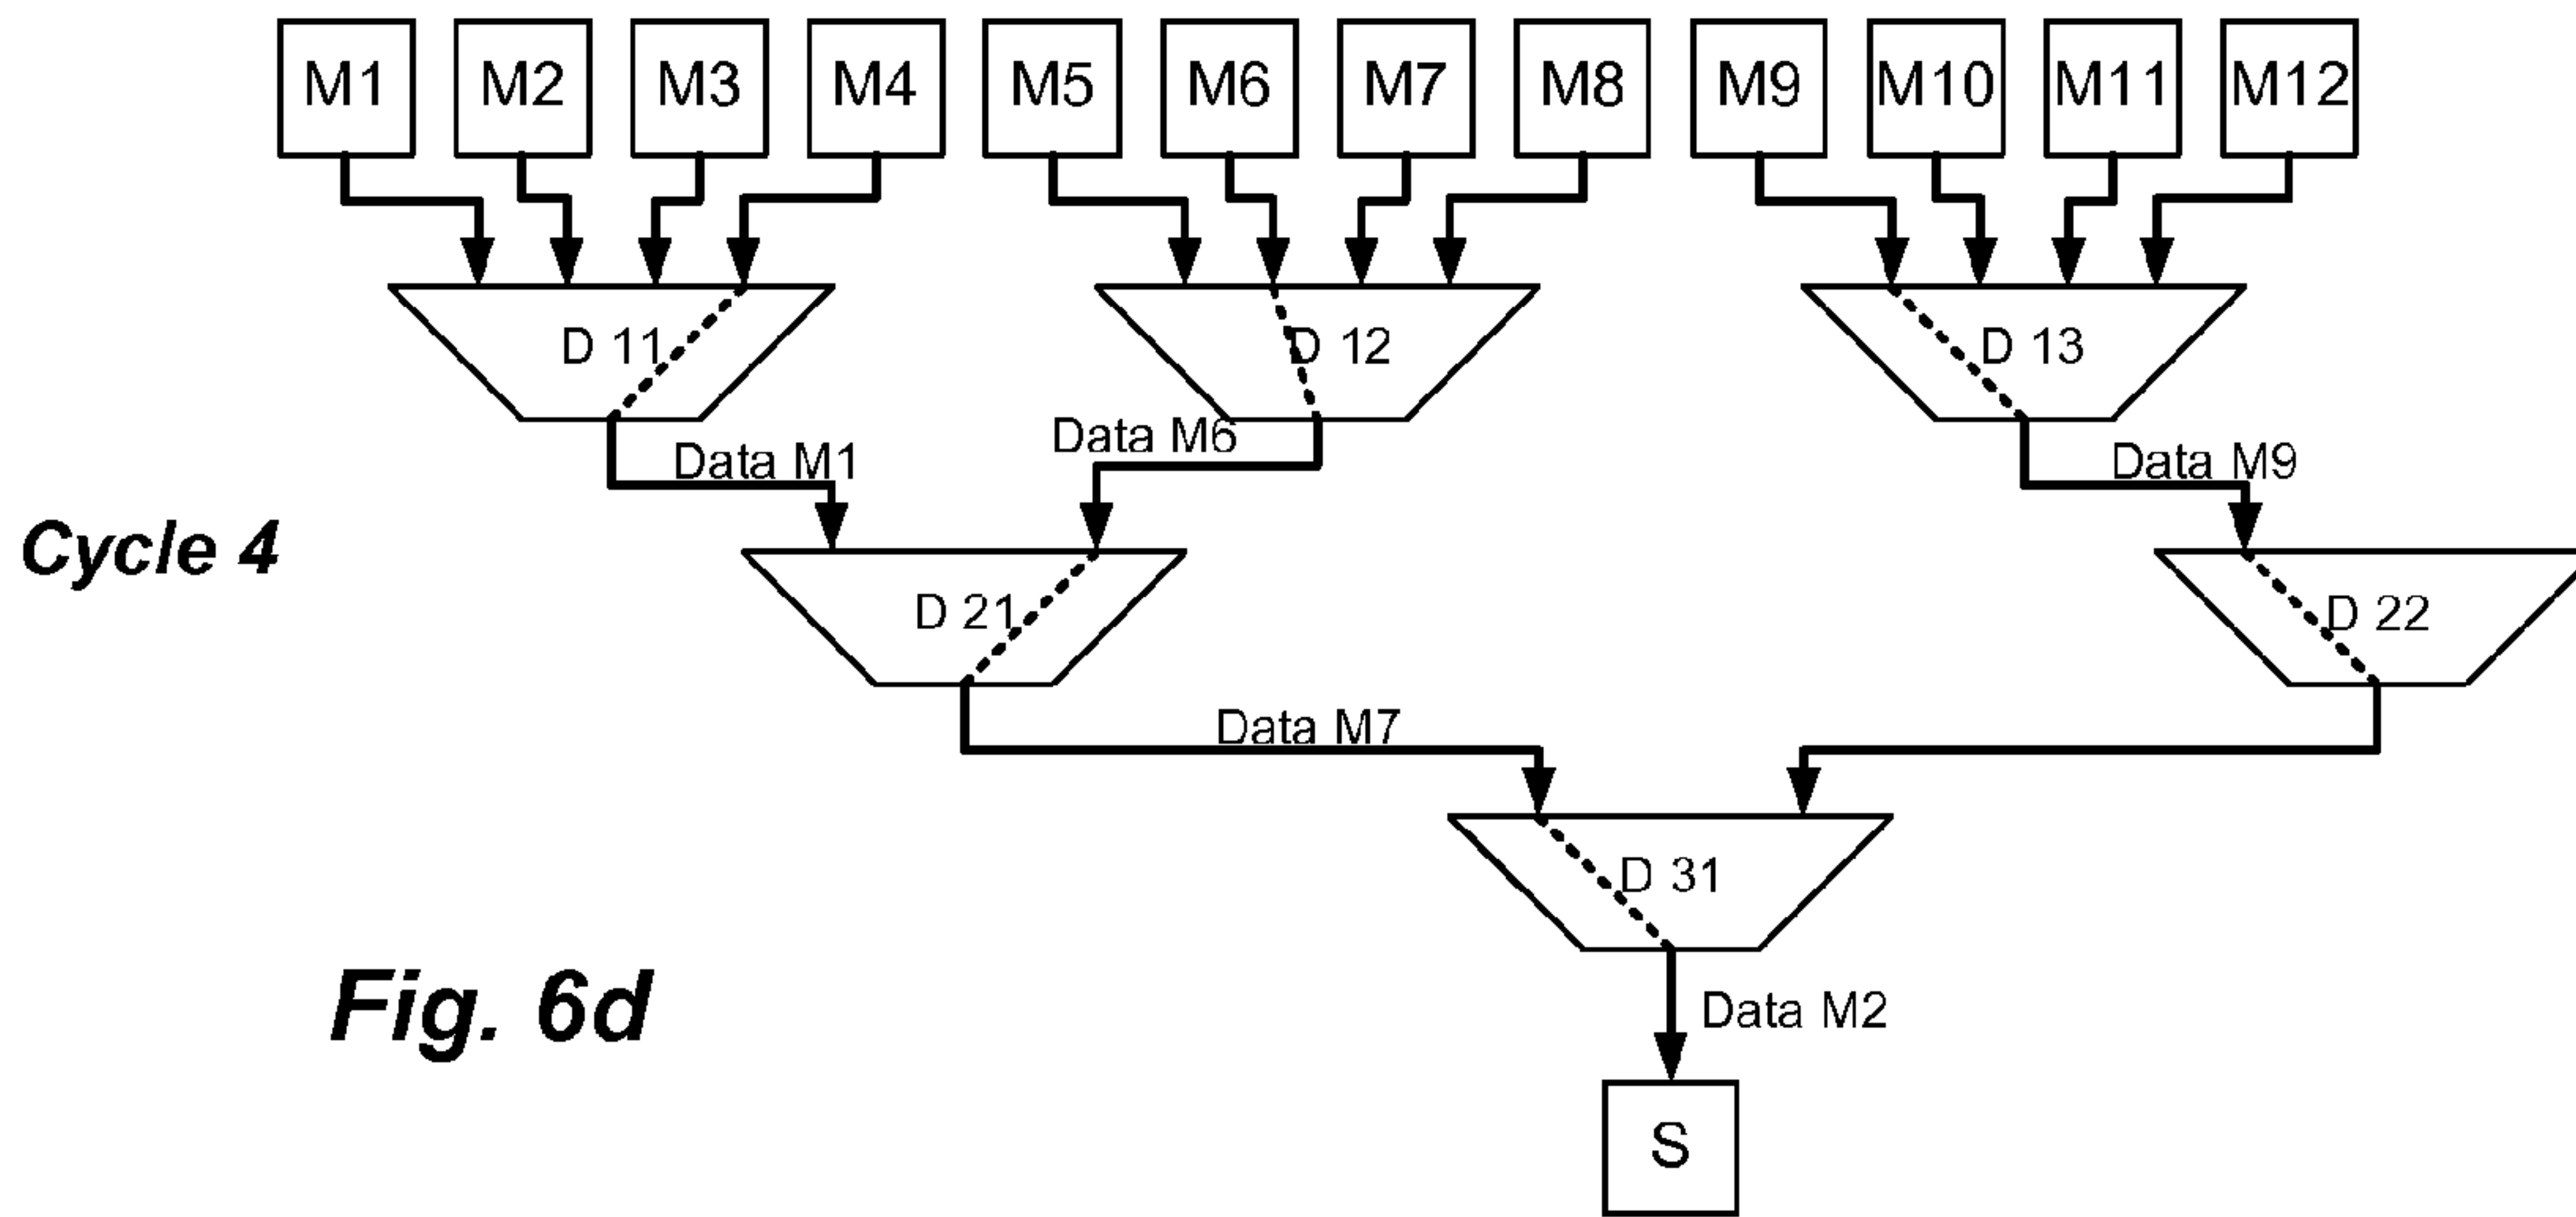 M1 M2 M3 M4 M5 M6 M7 M8 M9 M10 M11 M12
D 11 D 12 D 13
Data M1 Data M6 Data M9
Cycle 4
D 21 D 22
Data M7
D 31
Fig. 6d
Data M2
S